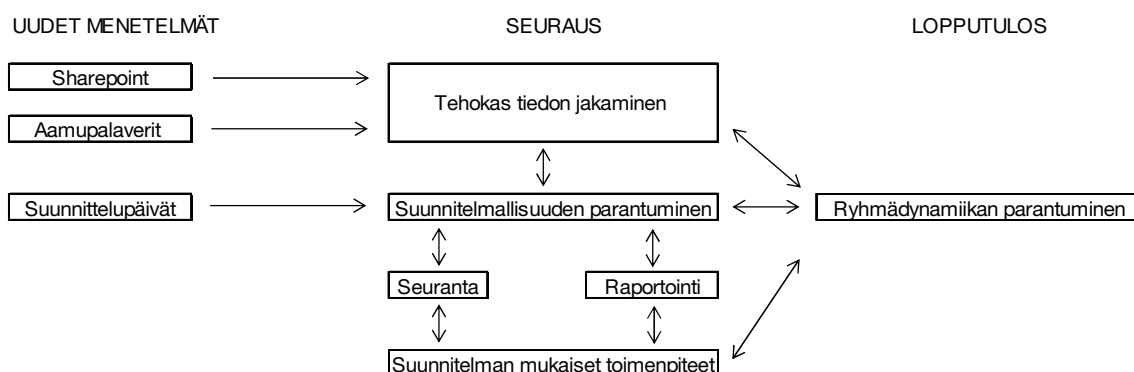 UUDET MENETELMÄT SEURAUS LOPPUTULOS
Sharepoint
Tehokas tiedon jakaminen
Aamupalaverit
Suunnittelupäivät Suunnitelmallisuuden parantuminen Ryhmädynamiikan parantuminen
Seuranta Raportointi
Suunnitelman mukaiset toimenpiteet